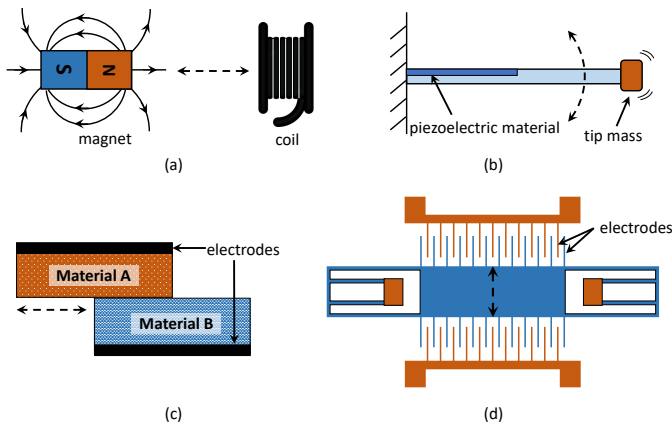 S N
magnet
coil
(a)
piezoelectric material
tip mass
(b)
electrodes
Material A
Material B
(c)
electrodes
(d)